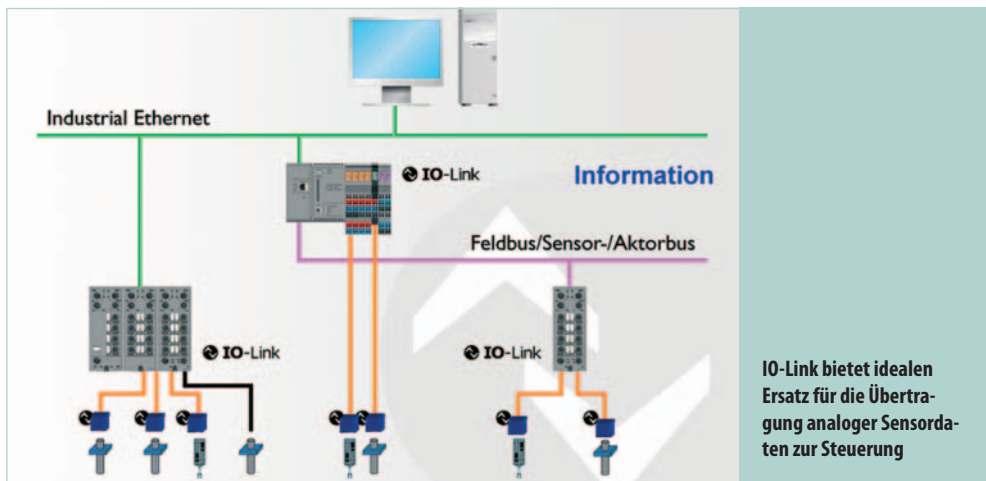 Industrial Ethernet
IO-Link
Information
Feldbus/Sensor-/Aktorbus
IO-Link
IO-Link
IO-Link bietet idealen
Ersatz für die Übertra-
gung analoger Sensorda-
ten zur Steuerung